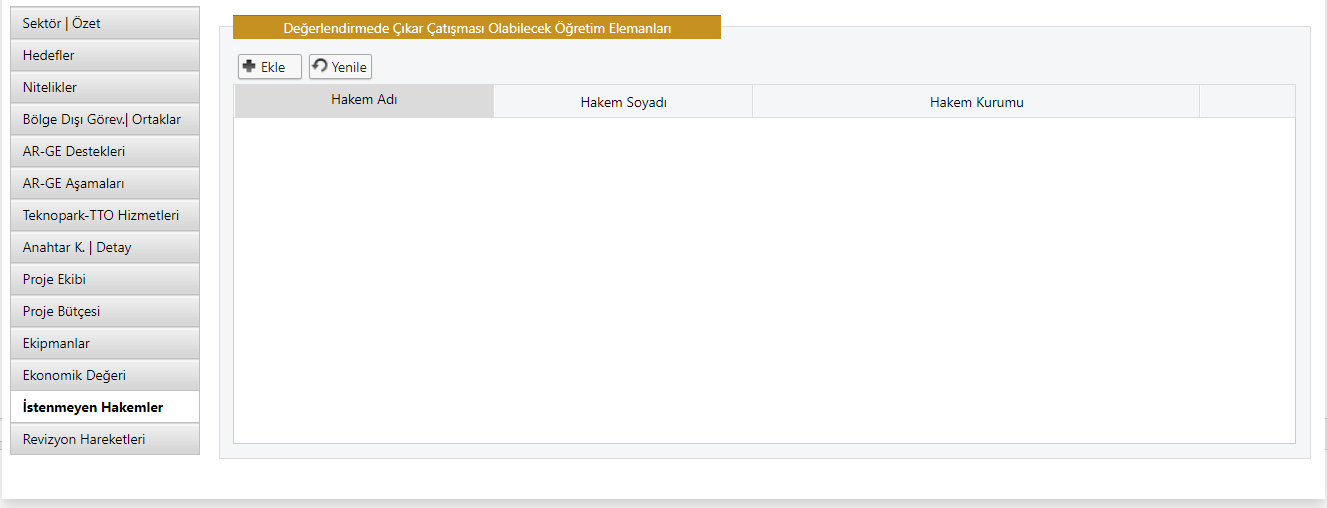 Sektör | Özet
Hedefler
Nitelikler
Bölge Dışı Görev.| Ortaklar
AR-GE Destekleri
AR-GE Aşamaları
Teknopark-TTO Hizmetleri
Anahtar K. | Detay
Proje Ekibi
Proje Bütçesi
Ekipmanlar
Ekonomik Değeri
İstenmeyen Hakemler
Revizyon Hareketleri
Değerlendirmede Çıkar Çatışması Olabilecek Öğretim Elemanları
Ekle Yenile
Hakem Adı Hakem Soyadı Hakem Kurumu